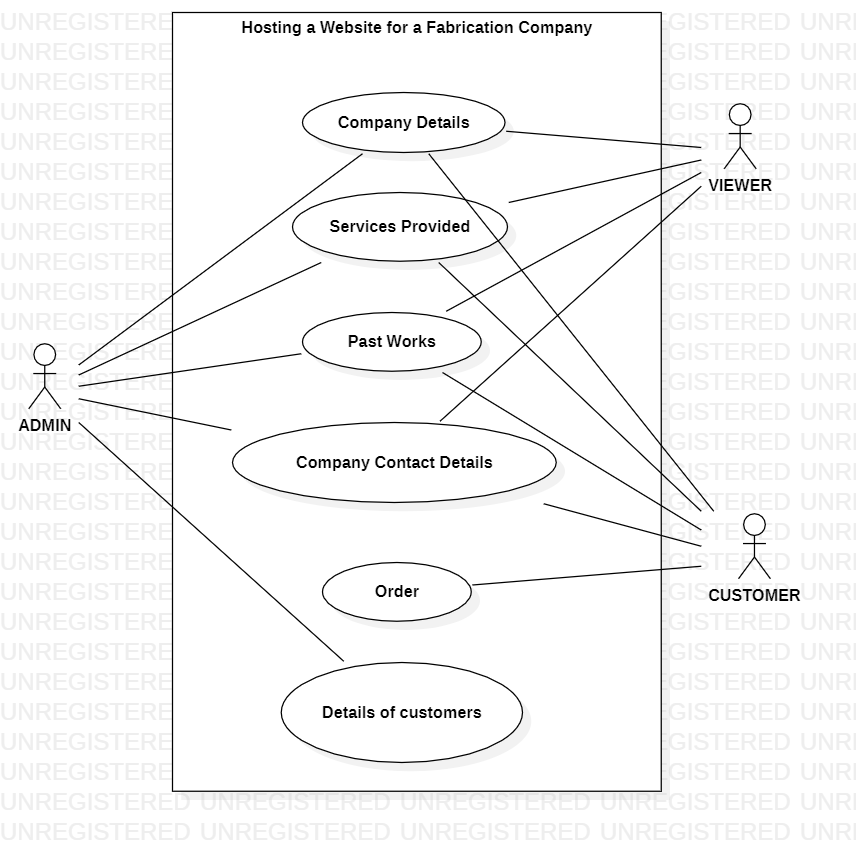 Hosting a Website for a Fabrication Company
Company Details
VIEWER
Services Provided
Past Works
ADMIN
Company Contact Details
Order
CUSTOMER
Details of customers
UNREGISTERED UNREGISTERED UNREGISTERED UNREGISTERED UNRE